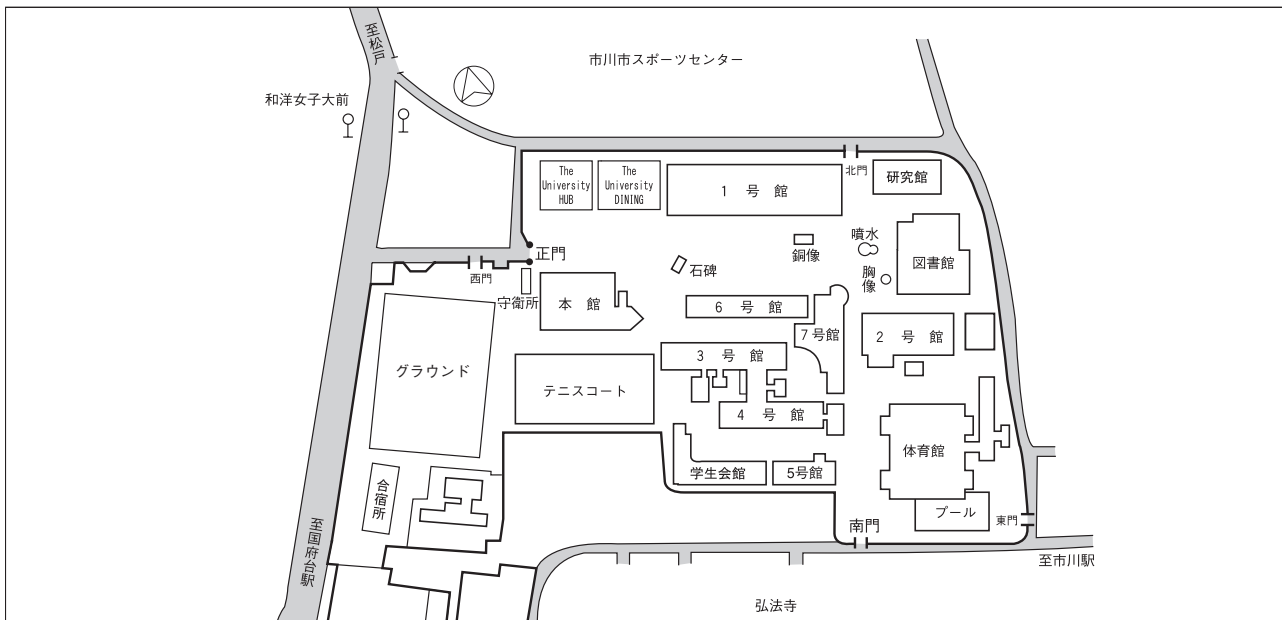 至松戸
市川市スポーツセンター
和洋女子大前
The
University
HUB
The
University
DINING
1号館
北門
研究館
正門
西門
守衛所
本館
石碑
銅像
噴水
胸像
図書館
6号館
7号館
2号館
グラウンド
3号館
テニスコート
4号館
体育館
学生会館
5号館
合宿所
プール
東門
南門
至国府台駅
至市川駅
弘法寺